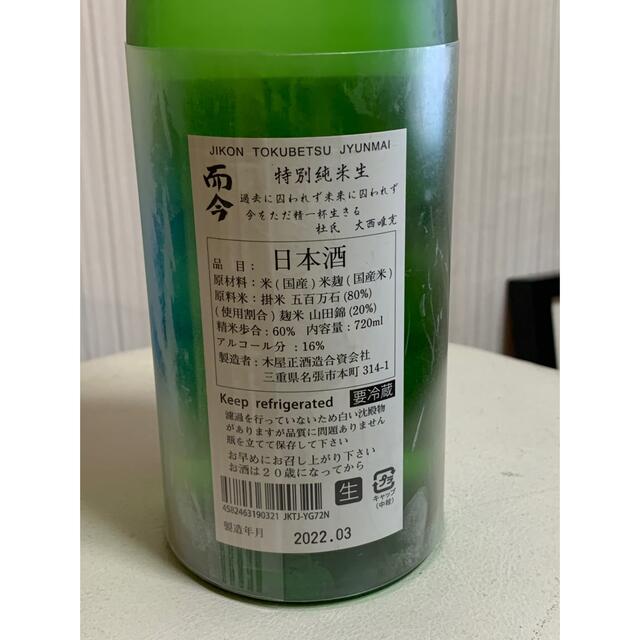 JIKON TOKUBETSU JYUNMAI
而今 特別純米生
過去に囚われず未来に囚われず
今をただ精一杯生きる
杜氏 大西唯克
品目: 日本酒
原材料:米(国産)米麹(国産米)
原料米:掛米 五百万石(80%)
(使用割合)麹米 山田錦(20%)
精米歩合:60% 内容量:720ml
アルコール分 :16%
製造者:木屋正酒造合資会社
三重県名張市本町 314-1
Keep refrigerated 要冷蔵
濾過を行っていないため白い沈殿物
がありますが品質に問題ありません
瓶を立てて保存して下さい
お早めにお召し上がり下さい
お酒は20歳になってから
生
プラ
キャップ
(中栓)
4582463190321 JKTJ-YG72N
製造年月 2022.03